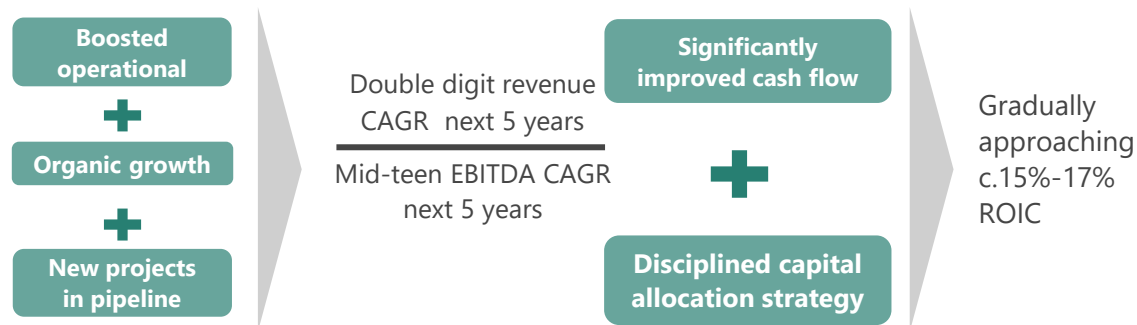 Boosted
operational
Organic growth
New projects
in pipeline
Double digit revenue
CAGR next 5 years
Mid-teen EBITDA CAGR
next 5 years
Significantly
improved cash flow
Disciplined capital
allocation strategy
Gradually
approaching
c.15%-17%
ROIC